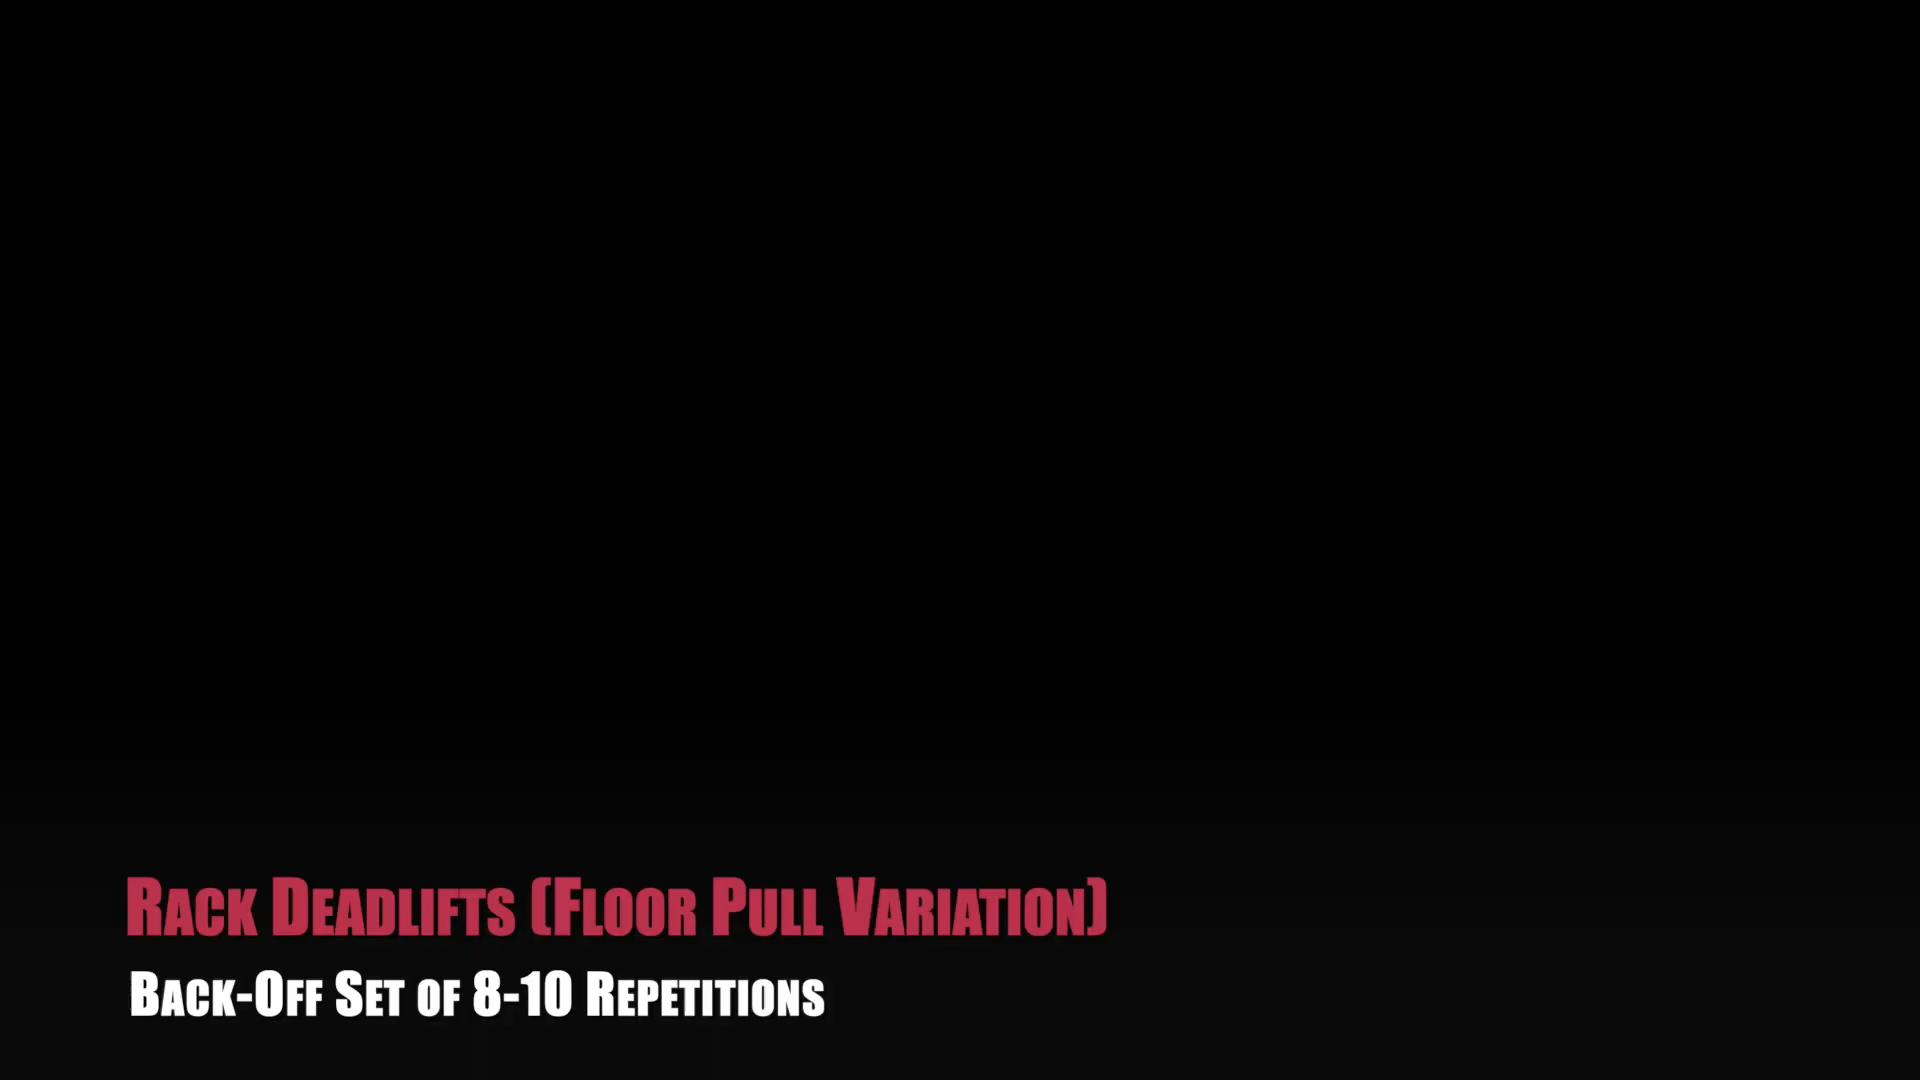 Rack Deadlifts (Floor Pull Variation)
Back-Off Set of 8-10 Repetitions